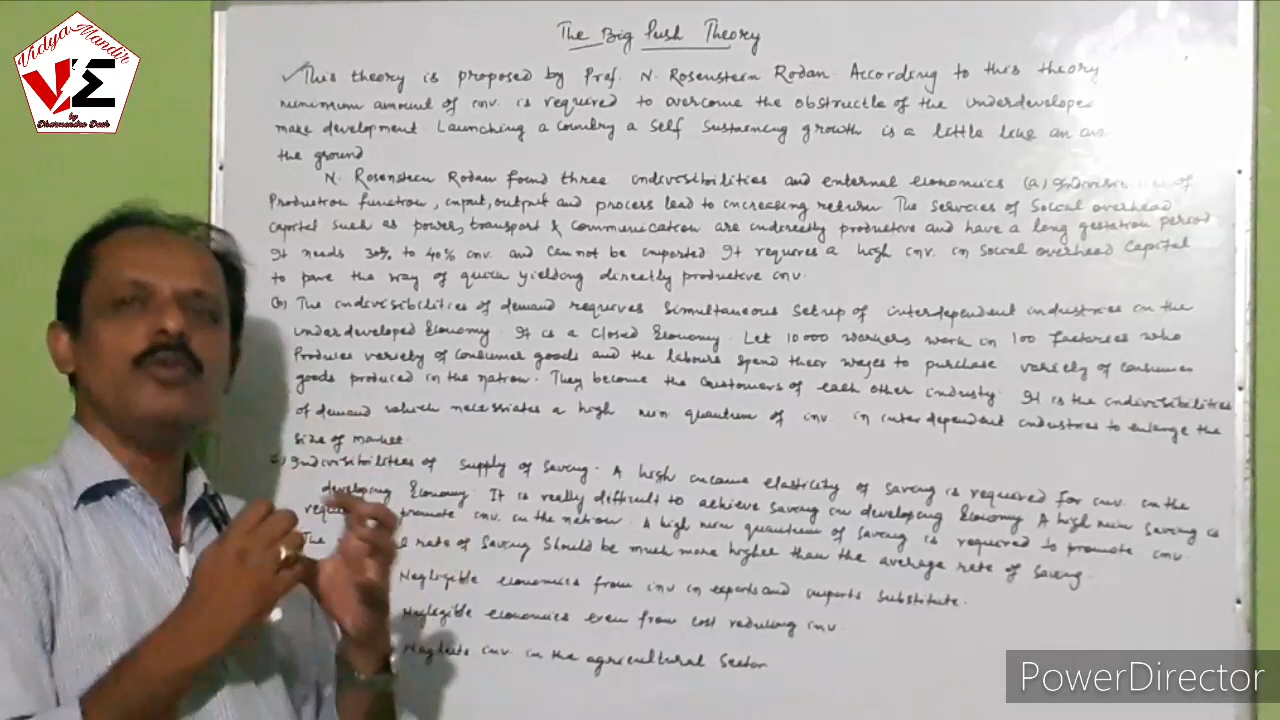 Vidya Mandir
VΣ
by
Dharmendra Dash
The Big Push Theory
This theory is proposed by Prof. N. Rosenstein Rodan. According to this theory
minimum amount of inv. is required to overcome the obstructle of the underdevelope
make development. Launching a country a self sustaining growth is a little like an
the ground
N. Rosenstein Rodan found three indivisibilities and external economics (a) of
Production function, input, output and process lead to increasing return The services of Social overhead
capital such as power, transport & communication are indirectly productive and have a long gestation period
It needs 30% to 40% inv. and cannot be imported It requires a high inv. in Social overhead Capital
to pave the way of quick yielding directly productive inv.
(b) The indivisibilities of demand requires Simultaneous Setup of interdependent industries in the
underdeveloped Economy. It is a closed Economy. Let 10000 workers work in 100 factories who
Produces variety of consumer goods and the labours spend their wages to purchase variety of consumer
goods produced in the nation. They become the customers of each other industry. It is the indivisibilities
of demand which necessiates a high min quantum of inv. in interdependent industries to enlarge the
Size of market.
Indivisibilities of supply of Saving. A high income elasticity of saving is required for inv. in the
developing Economy. It is really difficult to achieve saving in developing Economy A high min saving is
promote inv. in the nation. A high min quantum of saving is required to promote inv.
The rate of saving should be much more higher than the average rate of saving.
Negligible economics from inv in exports and imports substitute.
Negligible economics even from cost reducing inv.
Neglects inv. in the agricultural Sector
PowerDirector